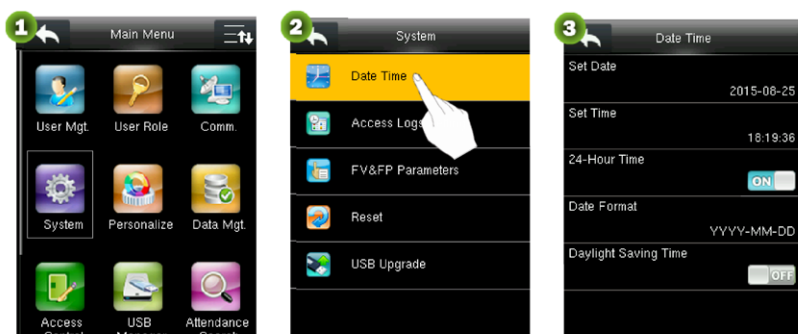 1
Main Menu
User Mgt.
User Role
Comm.
System
Personalize
Data Mgt.
Access
USB
Attendance
2
System
Date Time
Access Logs
FV&FP Parameters
Reset
USB Upgrade
3
Date Time
Set Date
2015-08-25
Set Time
18:19:36
24-Hour Time
ON
Date Format
YYYY-MM-DD
Daylight Saving Time
OFF